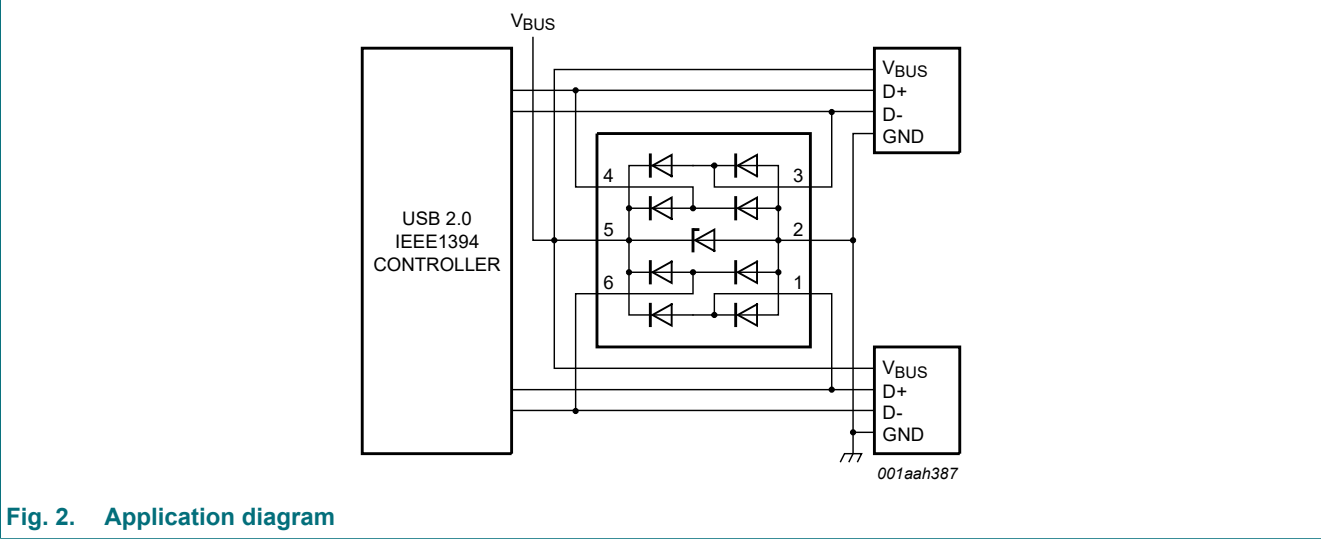 VBUS
USB 2.0
IEEE1394
CONTROLLER
4
5
6
3
2
1
VBUS
D+
D-
GND
VBUS
D+
D-
GND
001aah387
Fig. 2. Application diagram